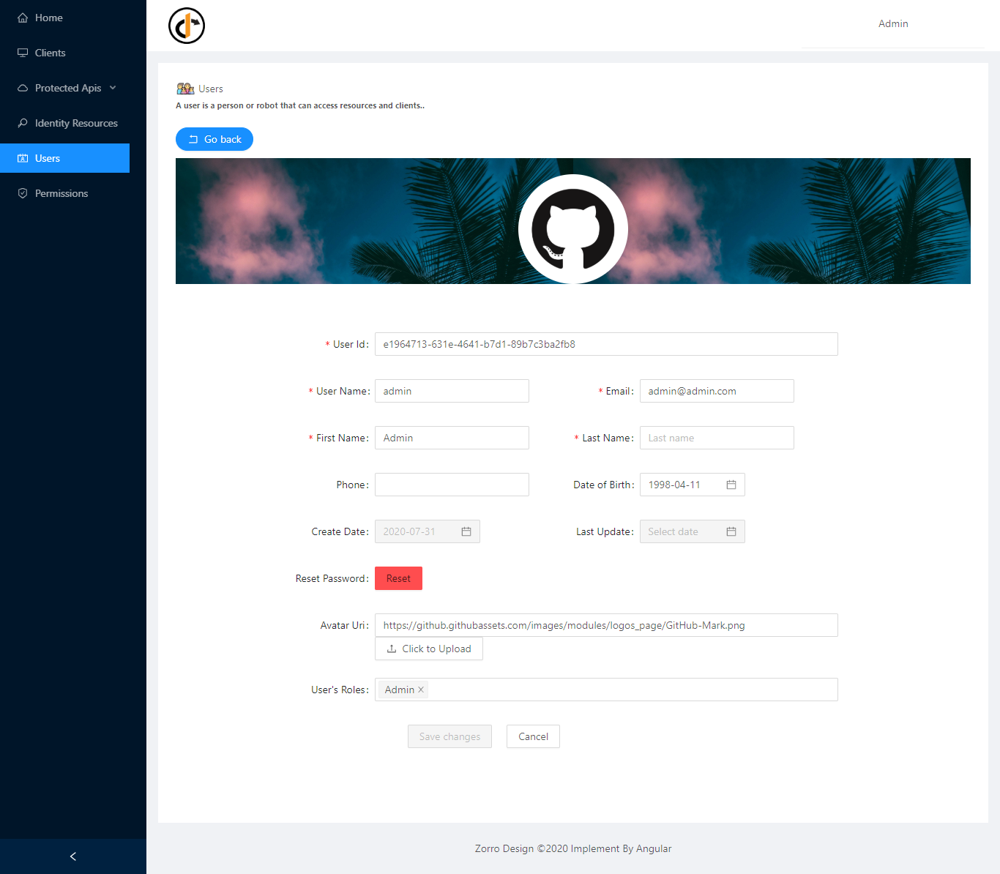 Home
Clients
Protected Apis
Identity Resources
Users
Permissions
Admin
Users
A user is a person or robot that can access resources and clients..
Go back
* User Id: e1964713-631e-4641-b7d1-89b7c3ba2fb8
* User Name: admin * Email: admin@admin.com
* First Name: Admin * Last Name: Last name
Phone: Date of Birth: 1998-04-11
Create Date: 2020-07-31 Last Update: Select date
Reset Password: Reset
Avatar Uri: https://github.githubassets.com/images/modules/logos_page/GitHub-Mark.png
Click to Upload
User's Roles: Admin
Save changes Cancel
Zorro Design ©2020 Implement By Angular